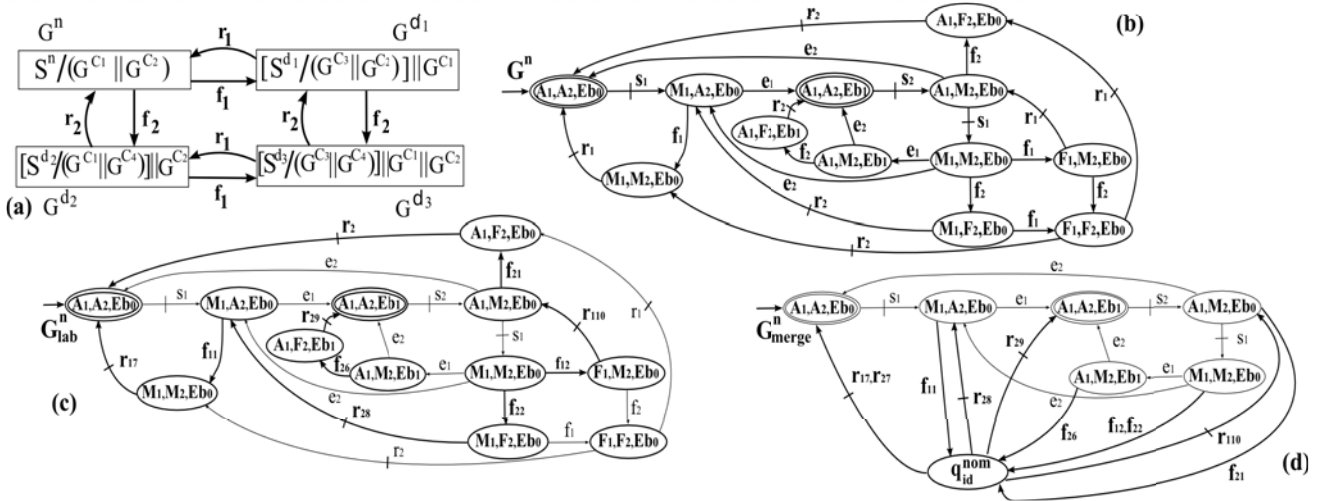 G^n
G^d1
r1
S^n/(G^C1 || G^C2)
[S^d1/(G^C3||G^C2)]||G^C1
f1
r2
f2
r2
f2
r1
[S^d2/(G^C1||G^C4)]||G^C2
[S^d3/(G^C3||G^C4)]||G^C1||G^C2
f1
(a)
G^d2
G^d3
(b)
r2
A1,F2,Eb0
e2
f2
G^n
A1,A2,Eb0
s1
M1,A2,Eb0
e1
A1,A2,Eb1
s2
A1,M2,Eb0
r1
r2
e2
s1
r1
f1
A1,F2,Eb1
f2
A1,M2,Eb1
e1
M1,M2,Eb0
f1
F1,M2,Eb0
r1
M1,M2,Eb0
e2
f2
f2
r2
M1,F2,Eb0
f1
F1,F2,Eb0
r2
(c)
r2
A1,F2,Eb0
e2
f21
A1,A2,Eb0
s1
M1,A2,Eb0
e1
A1,A2,Eb1
s2
A1,M2,Eb0
G^n lab
r29
r110
r1
e2
s1
f11
A1,F2,Eb1
f26
A1,M2,Eb1
e1
M1,M2,Eb0
f12
F1,M2,Eb0
r17
M1,M2,Eb0
e2
r28
f22
f2
M1,F2,Eb0
f1
F1,F2,Eb0
r2
(d)
e2
A1,A2,Eb0
s1
M1,A2,Eb0
e1
A1,A2,Eb1
s2
A1,M2,Eb0
G^n merge
r29
e2
s1
r17,r27
f11
r28
A1,M2,Eb1
e1
M1,M2,Eb0
e2
f26
f12,f22
r110
q^nom id
f21